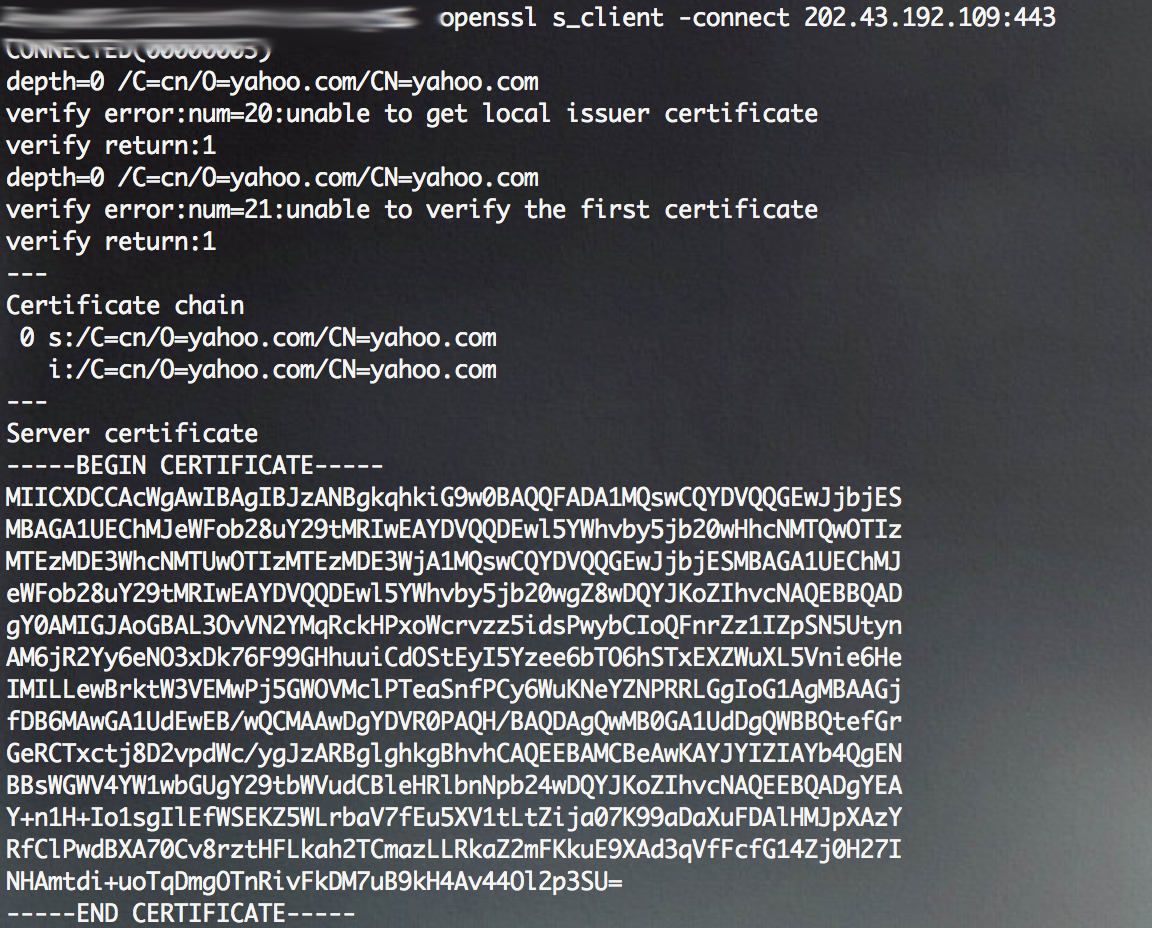 openssl s_client -connect 202.43.192.109:443
CONNECTED(00000003)
depth=0 /C=cn/O=yahoo.com/CN=yahoo.com
verify error:num=20:unable to get local issuer certificate
verify return:1
depth=0 /C=cn/O=yahoo.com/CN=yahoo.com
verify error:num=21:unable to verify the first certificate
verify return:1
---
Certificate chain
 0 s:/C=cn/O=yahoo.com/CN=yahoo.com
   i:/C=cn/O=yahoo.com/CN=yahoo.com
---
Server certificate
-----BEGIN CERTIFICATE-----
MIICXDCCAcWgAwIBAgIBJzANBgkqhkiG9w0BAQQFADA1MQswCQYDVQQGEwJjbjES
MBAGA1UEChMJeWFob28uY29tMRIwEAYDVQQDEwl5YWhvby5jb20wHhcNMTQwOTIz
MTEzMDE3WhcNMTUwOTIzMTEzMDE3WjA1MQswCQYDVQQGEwJjbjESMBAGA1UEChMJ
eWFob28uY29tMRIwEAYDVQQDEwl5YWhvby5jb20wgZ8wDQYJKoZIhvcNAQEBBQAD
gY0AMIGJAoGBAL3OvVN2YMqRckHPxoWcrvzz5idsPwybCIoQFnrZz1IZpSN5Utyn
AM6jR2Yy6eNO3xDk76F99GHhuuiCdOStEyI5Yzee6bTO6hSTxEXZWuXL5Vnie6He
IMILLewBrktW3VEMwPj5GWOVMclPTeaSnfPCy6WuKNeYZNPRRLGgIoG1AgMBAAGj
fDB6MAwGA1UdEwEB/wQCMAAwDgYDVR0PAQH/BAQDAgQwMB0GA1UdDgQWBBQtefGr
GeRCTxctj8D2vpdWc/ygJzARBglghkgBhvhCAQEEBAMCBeAwKAYJYIZIAYb4QgEN
BBsWGWV4YW1wbGUgY29tbWVudCBleHRlbnNpb24wDQYJKoZIhvcNAQEEBQADgYEA
Y+n1H+Io1sgIlEfWSEKZ5WLrbaV7fEu5XV1tLtZija07K99aDaXuFDAlHMJpXAzY
RfClPwdBXA70Cv8rztHFLkah2TCmazLLRkaZ2mFKkuE9XAd3qVfFcfG14Zj0H27I
NHAmtdi+uoTqDmgOTnRivFkDM7uB9kH4Av44Ol2p3SU=
-----END CERTIFICATE-----